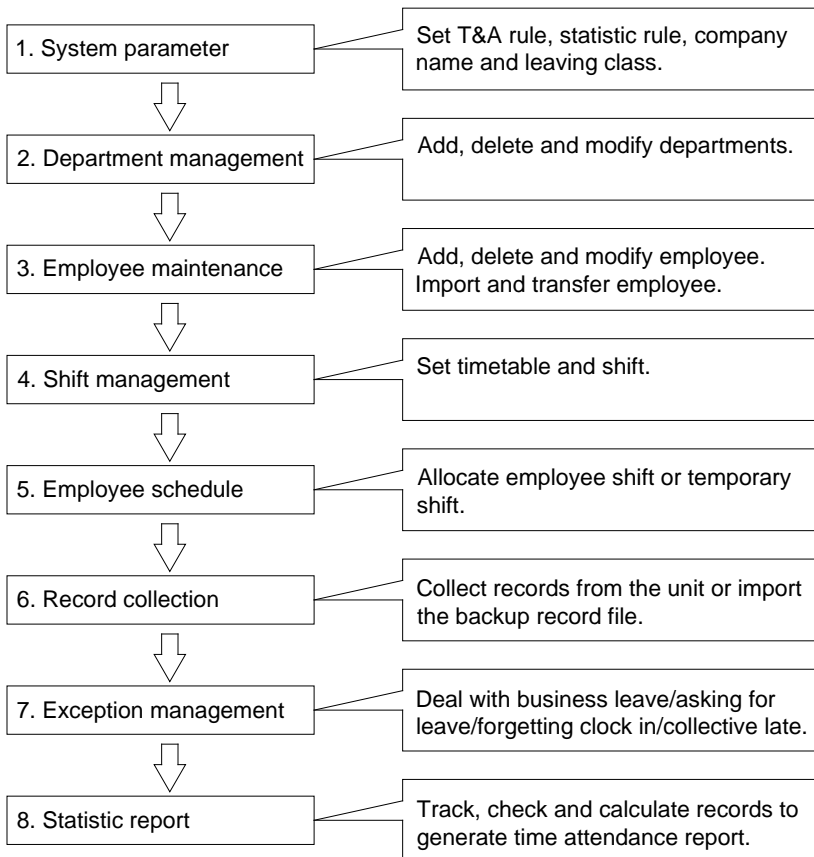 1. System parameter
Set T&A rule, statistic rule, company
name and leaving class.
2. Department management
Add, delete and modify departments.
3. Employee maintenance
Add, delete and modify employee.
Import and transfer employee.
4. Shift management
Set timetable and shift.
5. Employee schedule
Allocate employee shift or temporary
shift.
6. Record collection
Collect records from the unit or import
the backup record file.
7. Exception management
Deal with business leave/asking for
leave/forgetting clock in/collective late.
8. Statistic report
Track, check and calculate records to
generate time attendance report.